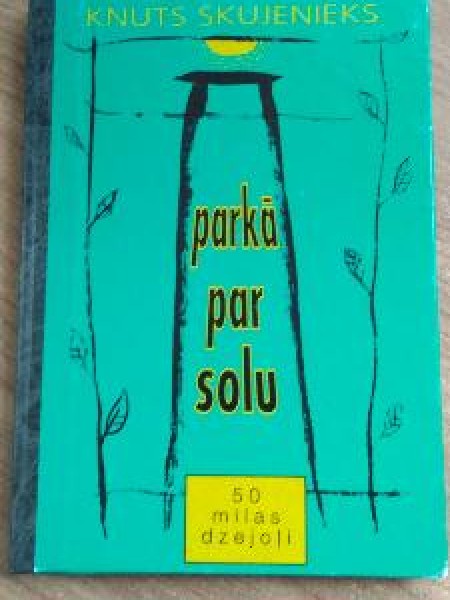 KNUTS SKUJENIEKS
parkā
par
solu
50
mīlas
dzejoļi